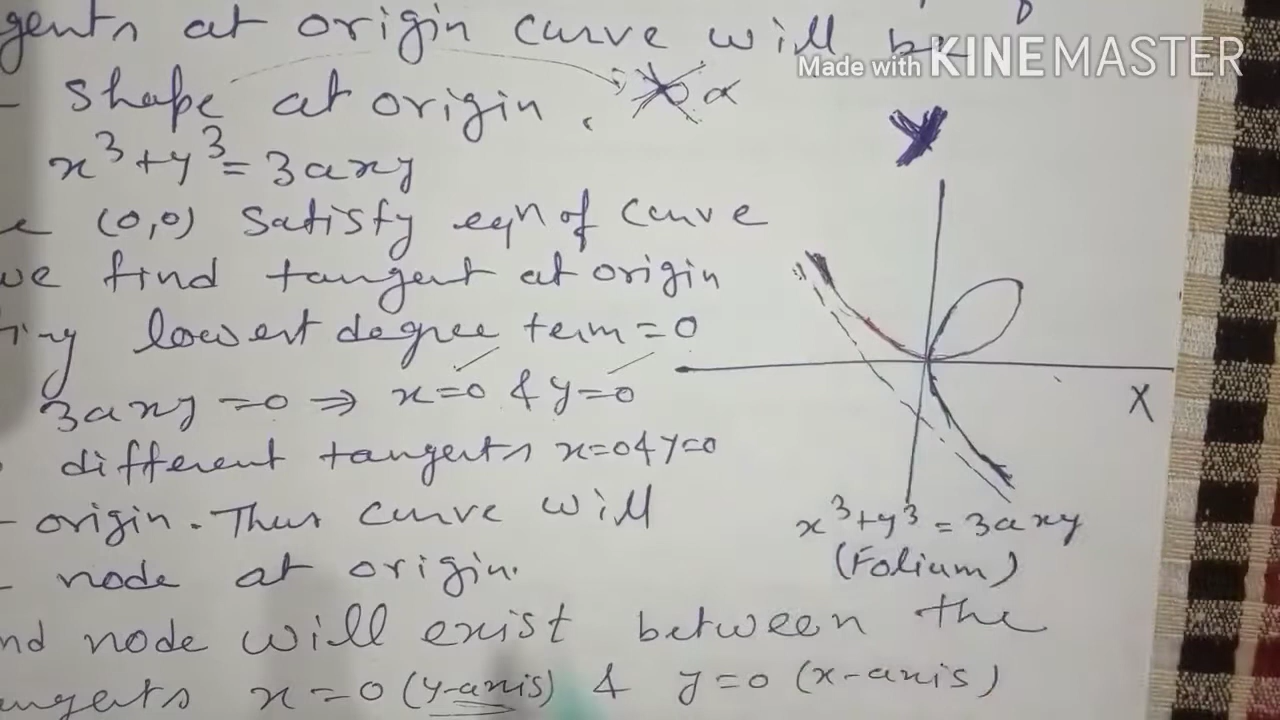 gents at origin curve will be
Made with KINEMASTER
shape at origin. α
x³+y³=3axy
(0,0) satisfy eqn of curve
we find tangent at origin
lowest degree term=0
3axy=0 ⇒ x=0 & y=0
different tangents x=0 & y=0
origin. Thus curve will
node at origin.
node will exist between the
x=0 (y-axis) & y=0 (x-axis)
Y
X
x³+y³=3axy
(Folium)